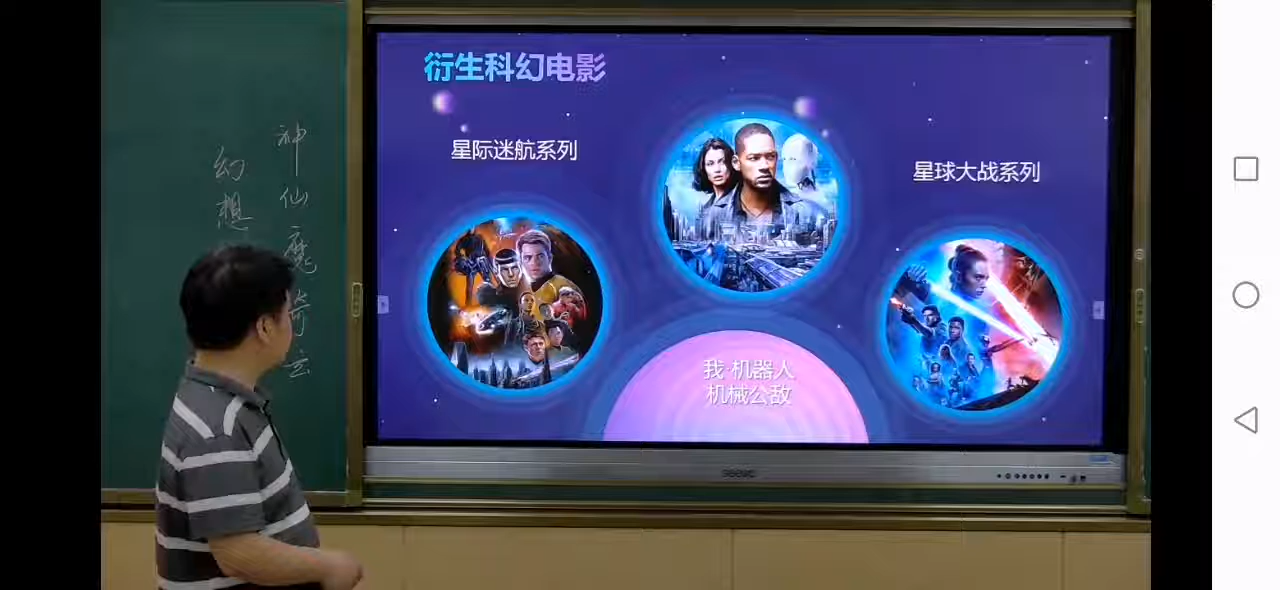 衍生科幻电影
星际迷航系列
星球大战系列
我·机器人
机械公敌
seewo
神仙魔
幻想